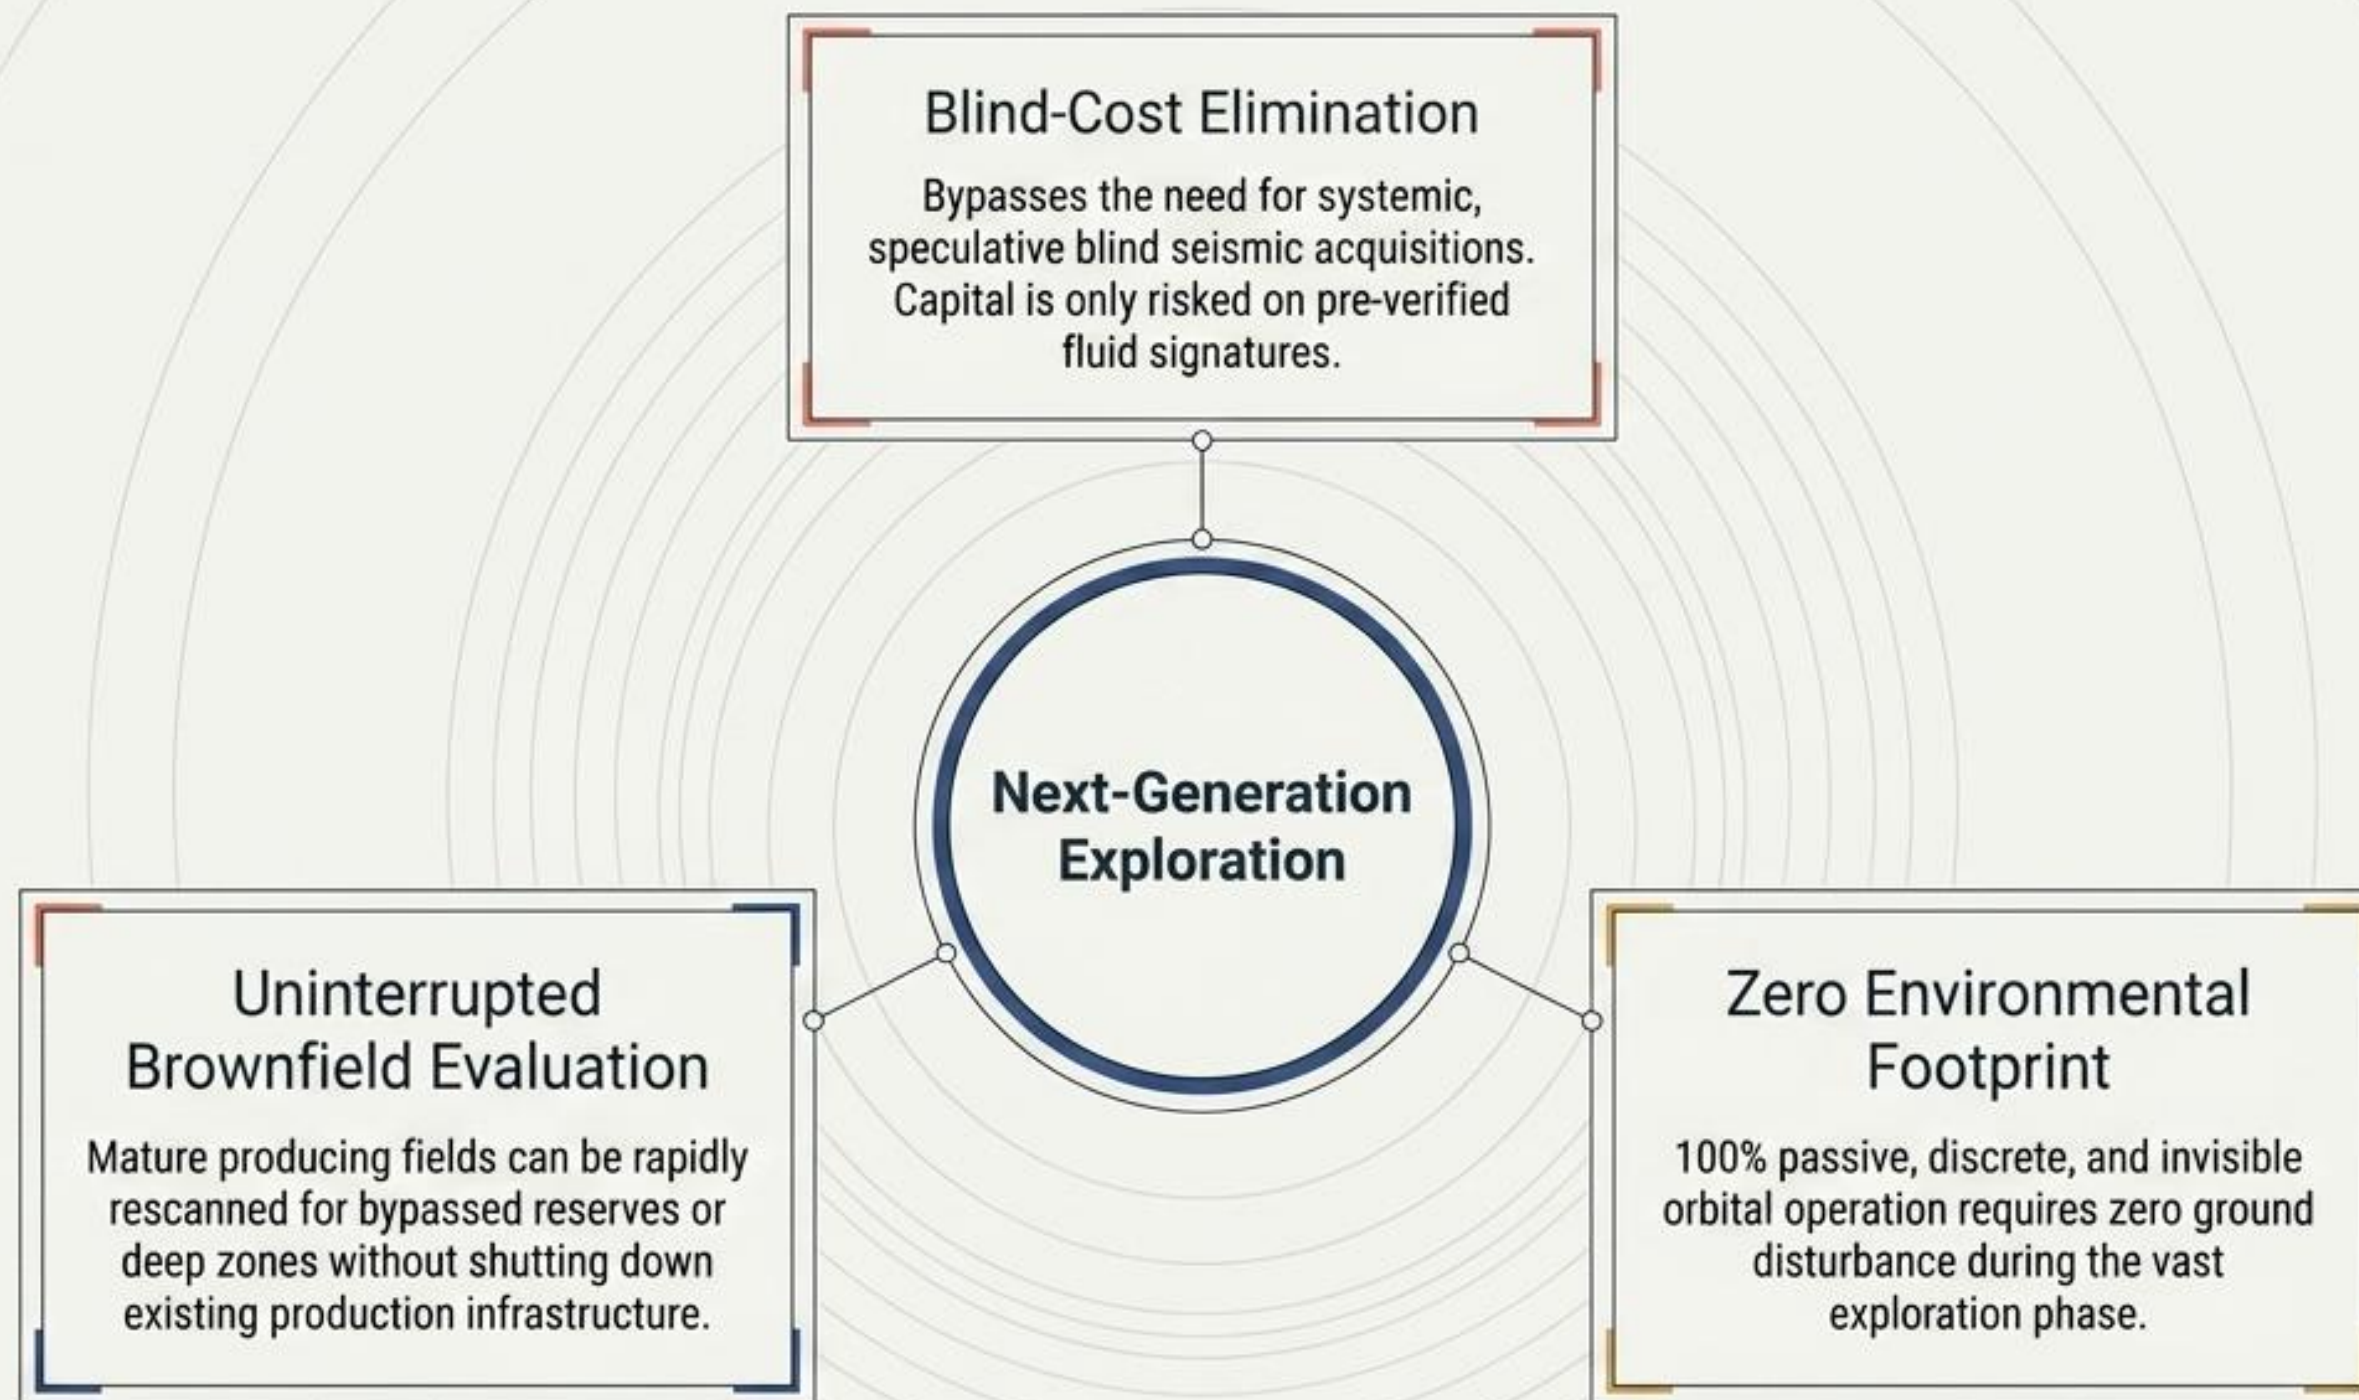 Blind-Cost Elimination
Bypasses the need for systemic,
speculative blind seismic acquisitions.
Capital is only risked on pre-verified
fluid signatures.
Next-Generation
Exploration
Uninterrupted
Brownfield Evaluation
Mature producing fields can be rapidly
rescanned for bypassed reserves or
deep zones without shutting down
existing production infrastructure.
Zero Environmental
Footprint
100% passive, discrete, and invisible
orbital operation requires zero ground
disturbance during the vast
exploration phase.